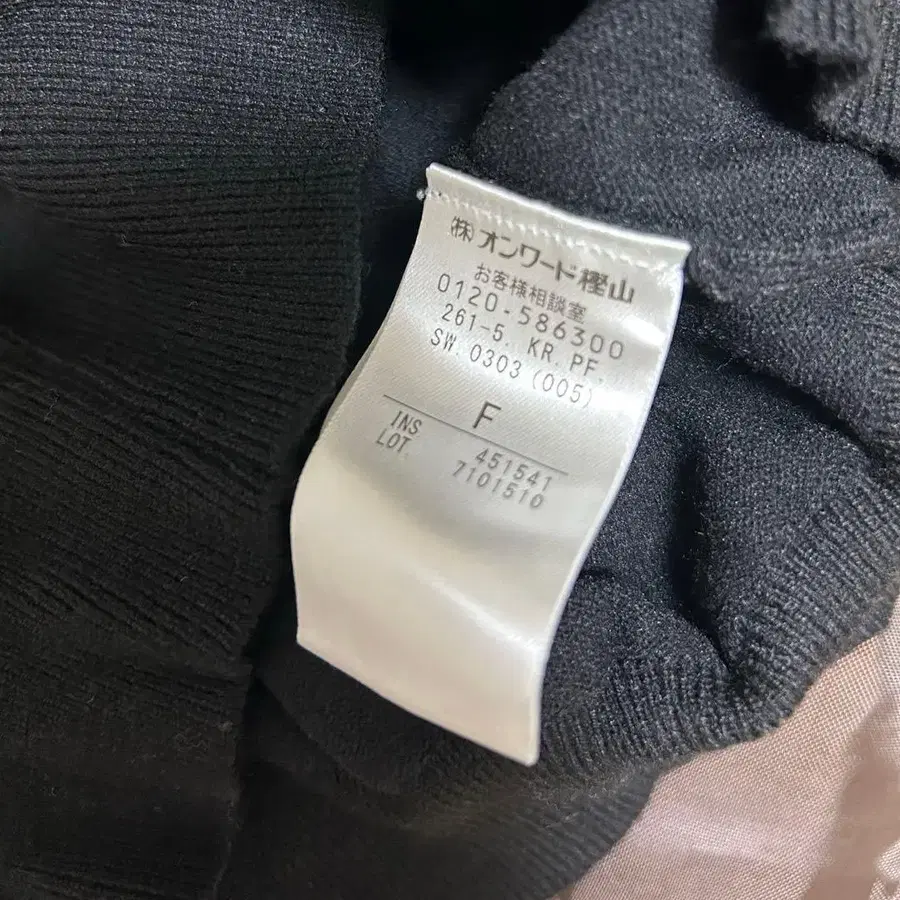 ㈱オンワード樫山
お客様相談室
0120-586300
261-5. KR. PF.
SW. 0303 (005)
F
INS 451541
LOT. 7101510